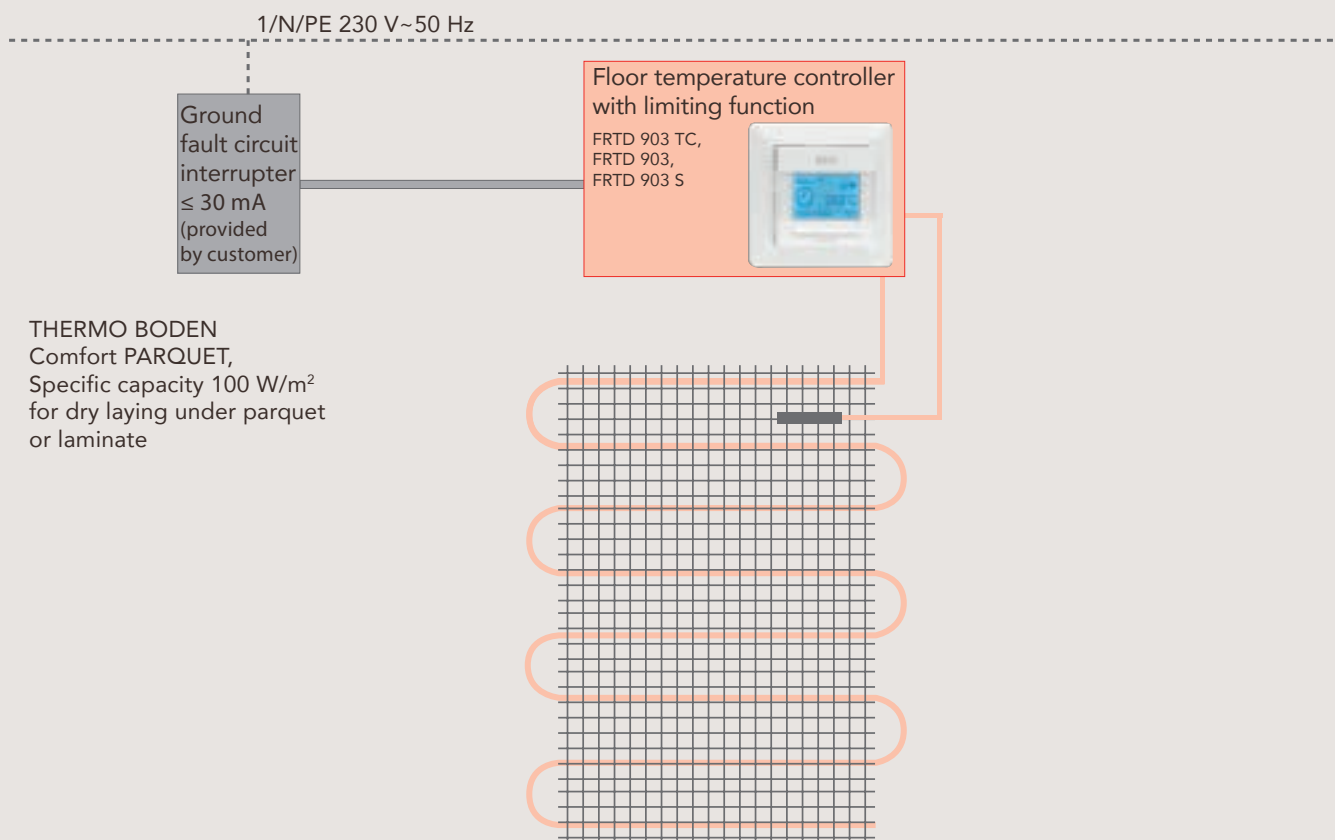 1/N/PE 230 V~50 Hz
Ground
fault circuit
interrupter
≤ 30 mA
(provided
by customer)
Floor temperature controller
with limiting function
FRTD 903 TC,
FRTD 903,
FRTD 903 S
THERMO BODEN
Comfort PARQUET,
Specific capacity 100 W/m²
for dry laying under parquet
or laminate